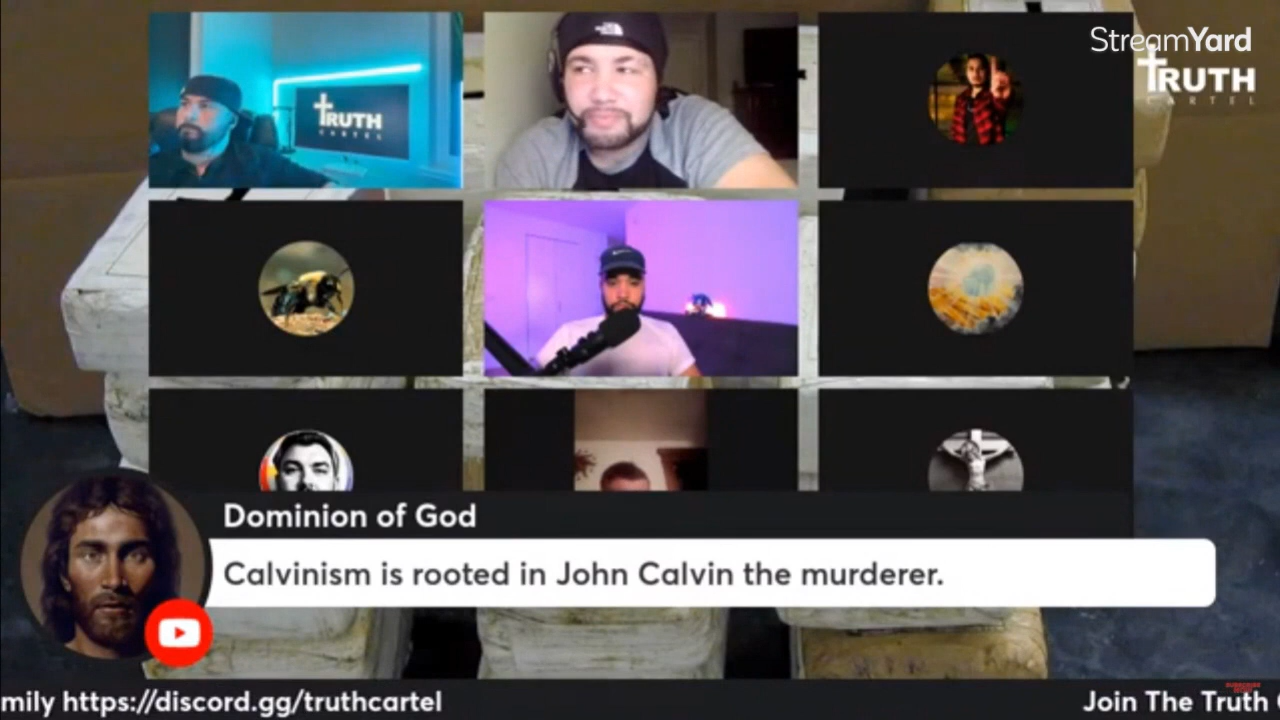 StreamYard
TRUTH
CARTEL
TRUTH
CARTEL
Dominion of God
Calvinism is rooted in John Calvin the murderer.
mily https://discord.gg/truthcartel
Join The Truth